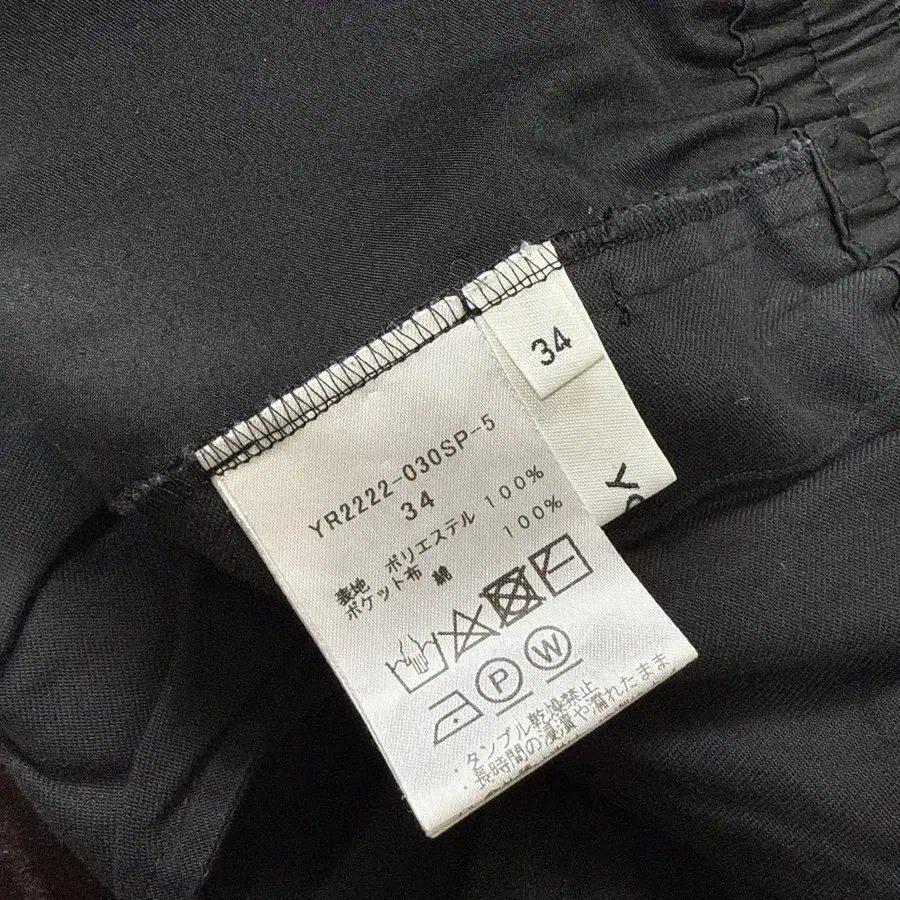 34
YR2222-030SP-5
34
表地 ポリエステル 100%
ポケット布 綿 100%
P W
・タンブル乾燥禁止
・長時間の浸漬や濡れたまま